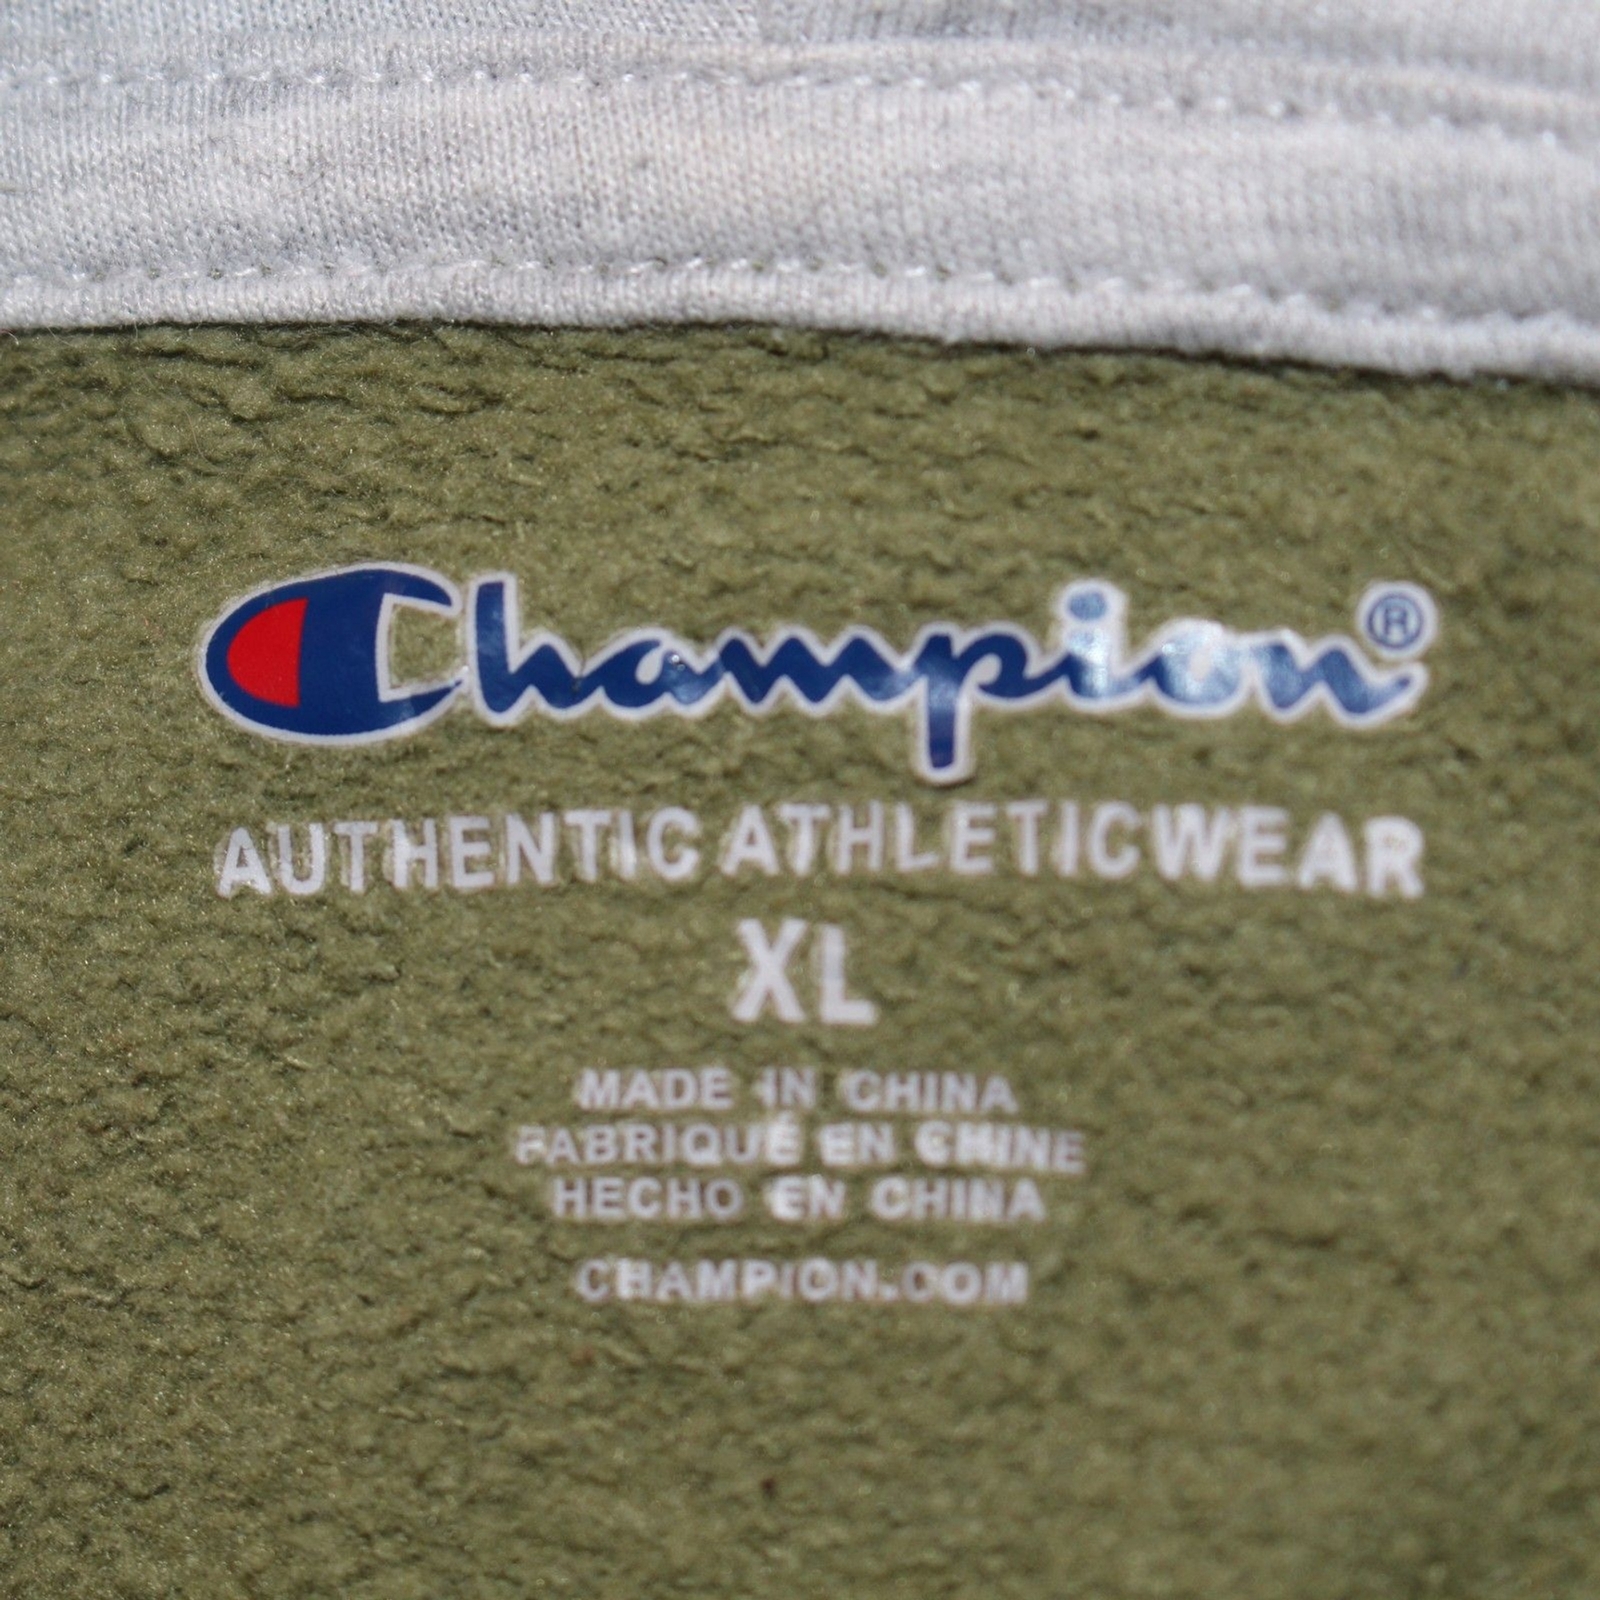 Champion®
AUTHENTIC ATHLETICWEAR
XL
MADE IN CHINA
FABRIQUÉ EN CHINE
HECHO EN CHINA
CHAMPION.COM